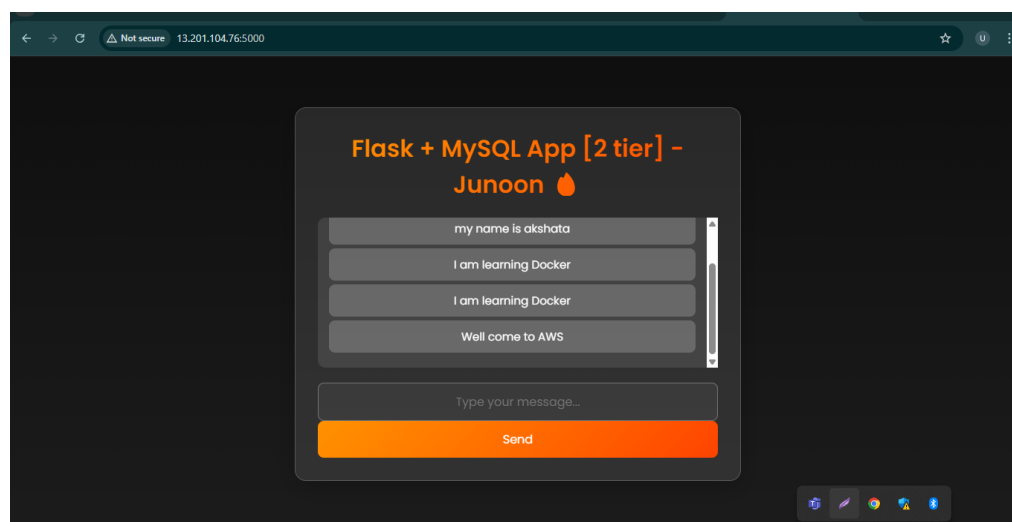 Not secure 13.201.104.76:5000
U
Flask + MySQL App [2 tier] -
Junoon
my name is akshata
I am learning Docker
I am learning Docker
Well come to AWS
Type your message...
Send